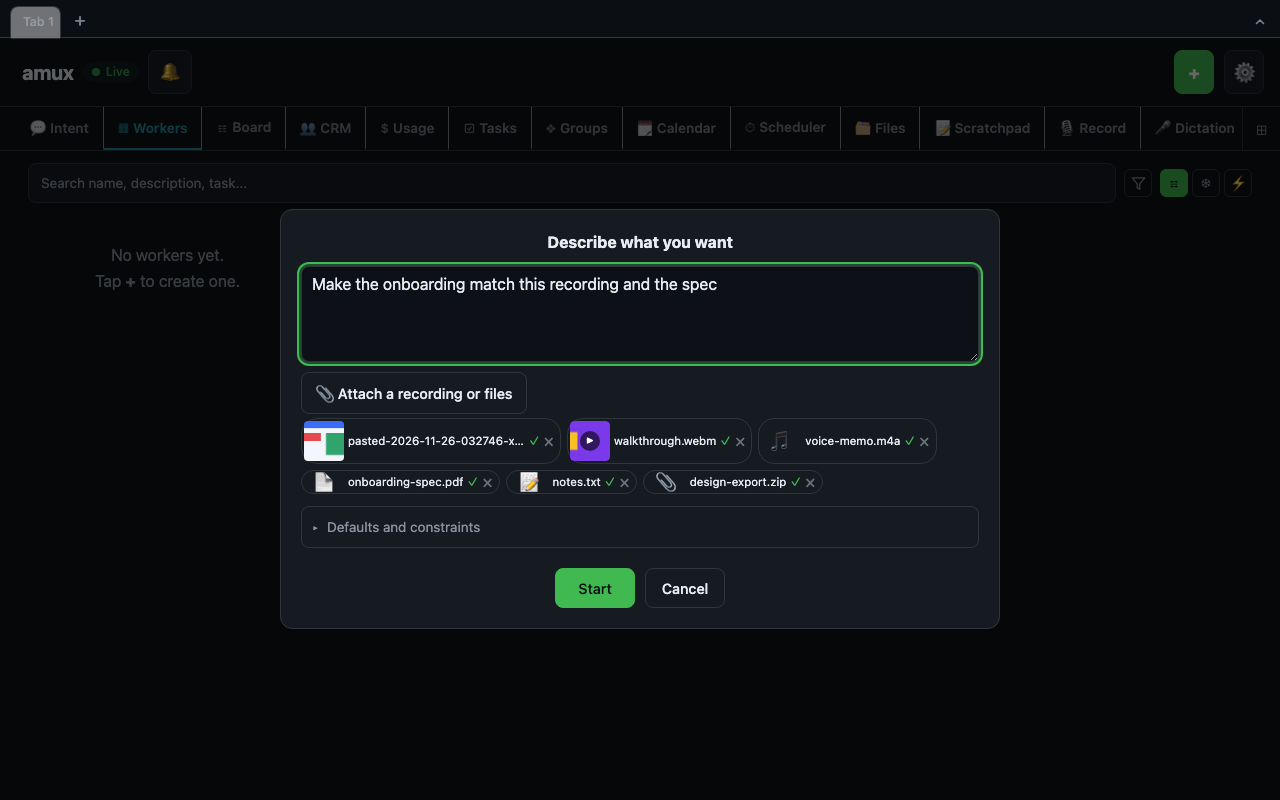 Tab 1 +
amux Live +
Intent Workers Board CRM $ Usage Tasks Groups Calendar Scheduler Files Scratchpad Record Dictation
Search name, description, task...
No workers yet.
Tap + to create one.
Describe what you want
Make the onboarding match this recording and the spec
Attach a recording or files
pasted-2026-11-26-032746-x... ✓ × walkthrough.webm ✓ × voice-memo.m4a ✓ ×
onboarding-spec.pdf ✓ × notes.txt ✓ × design-export.zip ✓ ×
Defaults and constraints
Start Cancel